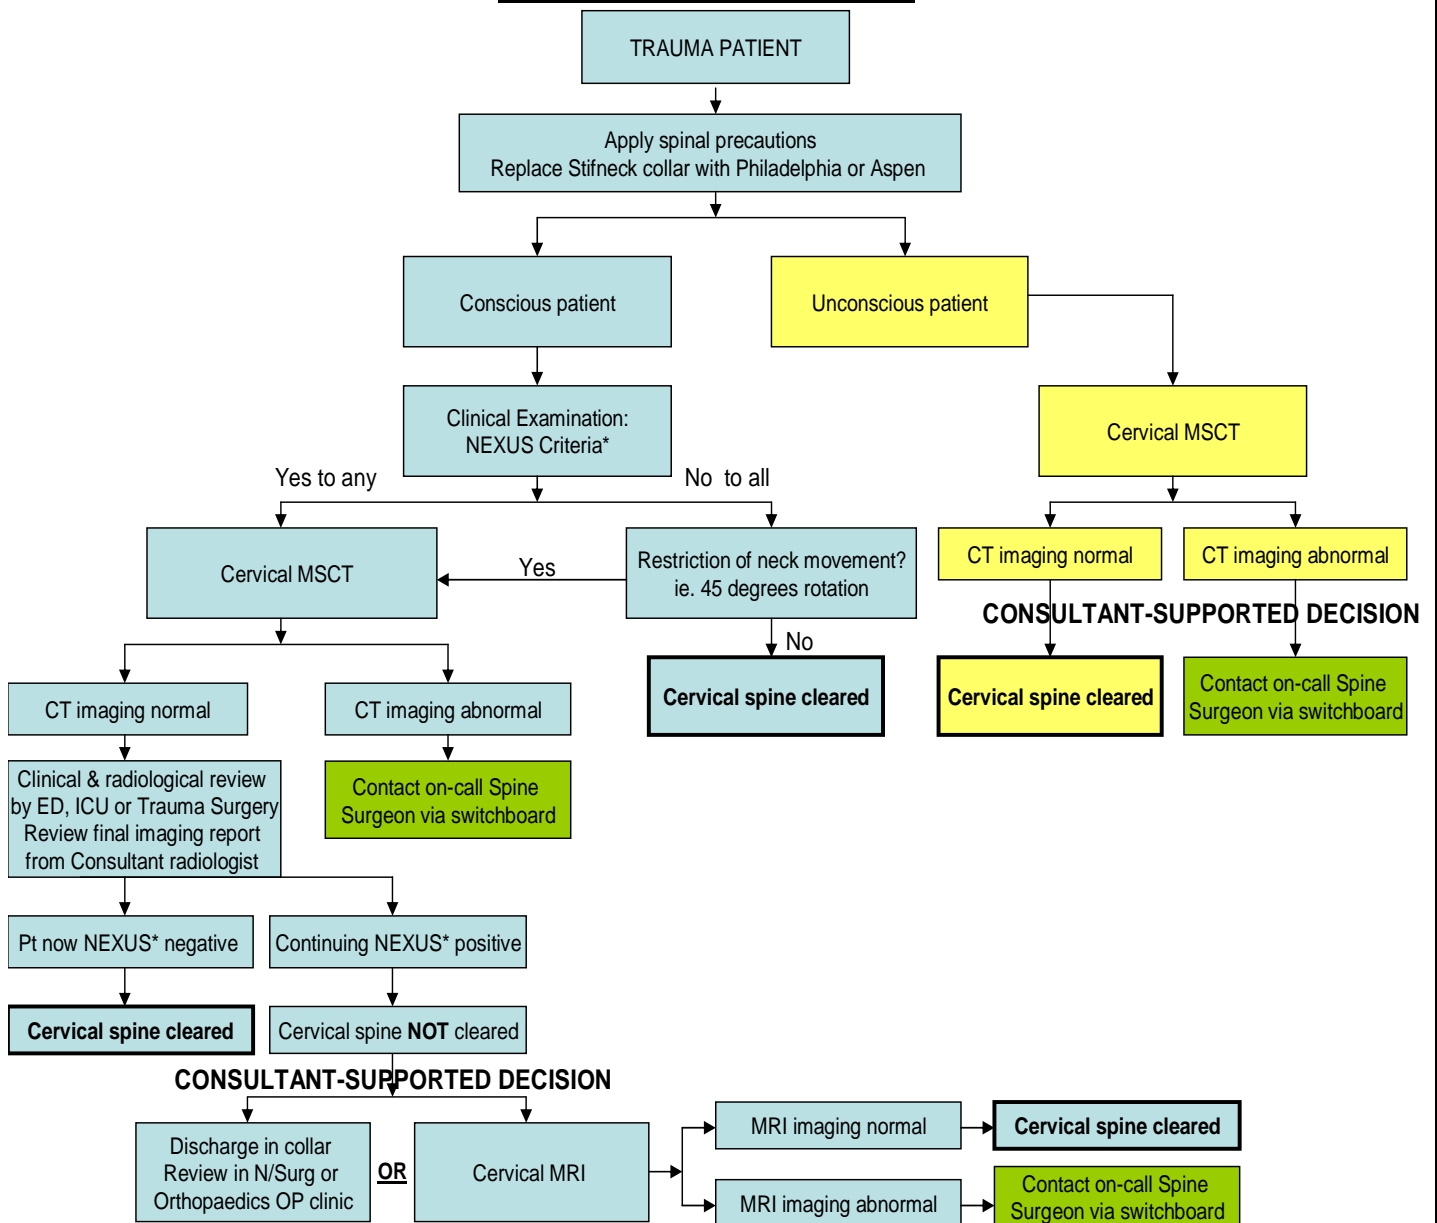 TRAUMA PATIENT
Apply spinal precautions
Replace Stifneck collar with Philadelphia or Aspen
Conscious patient
Unconscious patient
Clinical Examination:
NEXUS Criteria*
Cervical MSCT
Yes to any
No to all
Cervical MSCT
Yes
Restriction of neck movement?
ie. 45 degrees rotation
CT imaging normal
CT imaging abnormal
CONSULTANT-SUPPORTED DECISION
No
Cervical spine cleared
Cervical spine cleared
Contact on-call Spine
Surgeon via switchboard
CT imaging normal
CT imaging abnormal
Clinical & radiological review
by ED, ICU or Trauma Surgery
Review final imaging report
from Consultant radiologist
Contact on-call Spine
Surgeon via switchboard
Pt now NEXUS* negative
Continuing NEXUS* positive
Cervical spine cleared
Cervical spine NOT cleared
CONSULTANT-SUPPORTED DECISION
Discharge in collar
Review in N/Surg or
Orthopaedics OP clinic
OR
Cervical MRI
MRI imaging normal
Cervical spine cleared
MRI imaging abnormal
Contact on-call Spine
Surgeon via switchboard